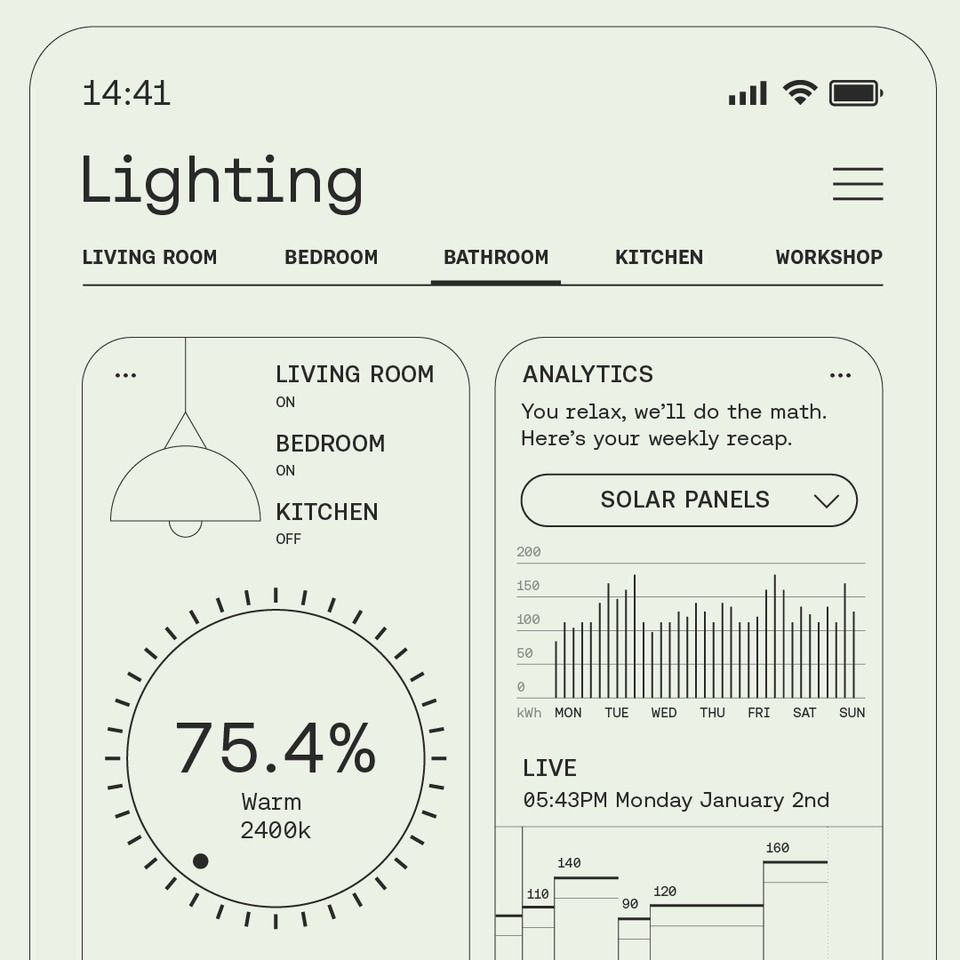 14:41
Lighting
LIVING ROOM BEDROOM BATHROOM KITCHEN WORKSHOP
LIVING ROOM
ON
BEDROOM
ON
KITCHEN
OFF
75.4%
Warm
2400k
ANALYTICS
You relax, we’ll do the math.
Here’s your weekly recap.
SOLAR PANELS
200
150
100
50
0
kWh MON TUE WED THU FRI SAT SUN
LIVE
05:43PM Monday January 2nd
110 140 90 120 160